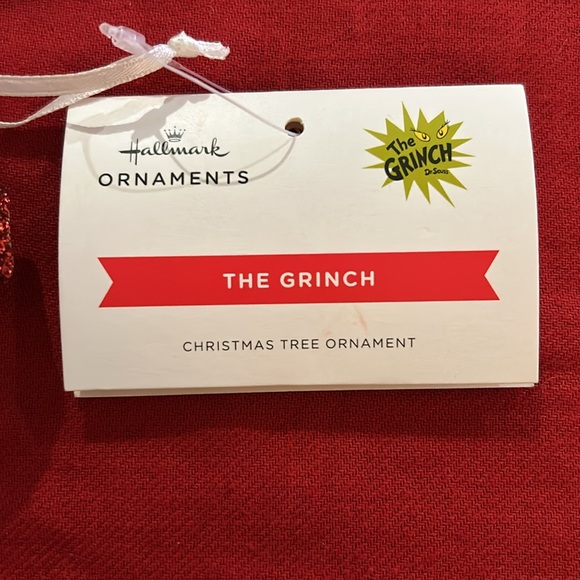 Hallmark
ORNAMENTS
The
GRINCH
Dr. Seuss
THE GRINCH
CHRISTMAS TREE ORNAMENT